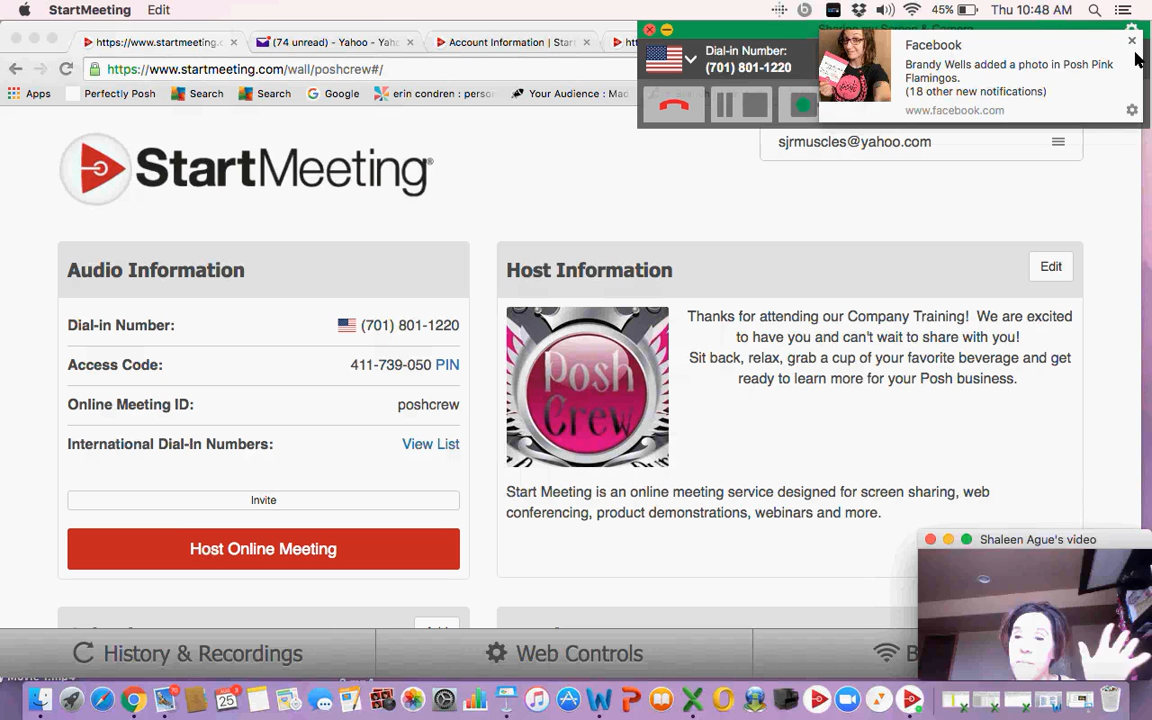 StartMeeting Edit 45% Thu 10:48 AM
https://www.startmeeting.c (74 unread) - Yahoo - Ya Account Information | Star
https://www.startmeeting.com/wall/poshcrew#/
Apps Perfectly Posh Search Search Google erin condren : perso Your Audience : Mad
Dial-in Number:
(701) 801-1220
Facebook
Brandy Wells added a photo in Posh Pink
Flamingos.
(18 other new notifications)
www.facebook.com
StartMeeting®
sjrmuscles@yahoo.com
Audio Information
Dial-in Number: (701) 801-1220
Access Code: 411-739-050 PIN
Online Meeting ID: poshcrew
International Dial-In Numbers: View List
Invite
Host Online Meeting
Host Information Edit
Posh
Crew
Thanks for attending our Company Training! We are excited
to have you and can't wait to share with you!
Sit back, relax, grab a cup of your favorite beverage and get
ready to learn more for your Posh business.
Start Meeting is an online meeting service designed for screen sharing, web
conferencing, product demonstrations, webinars and more.
Shaleen Ague's video
History & Recordings Web Controls B
25